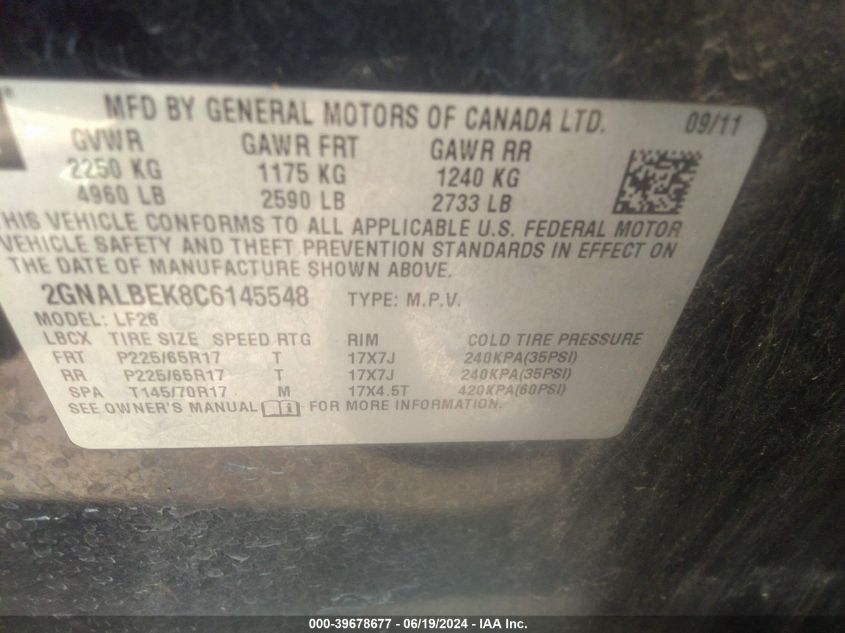 MFD BY GENERAL MOTORS OF CANADA LTD. 09/11
GVWR GAWR FRT GAWR RR
2250 KG 1175 KG 1240 KG
4960 LB 2590 LB 2733 LB
THIS VEHICLE CONFORMS TO ALL APPLICABLE U.S. FEDERAL MOTOR
VEHICLE SAFETY AND THEFT PREVENTION STANDARDS IN EFFECT ON
THE DATE OF MANUFACTURE SHOWN ABOVE.
2GNALBEK8C6145548 TYPE: M.P.V.
MODEL: LF26
LBCX TIRE SIZE SPEED RTG RIM COLD TIRE PRESSURE
FRT P225/65R17 T 17X7J 240KPA(35PSI)
RR P225/65R17 T 17X7J 240KPA(35PSI)
SPA T145/70R17 M 17X4.5T 420KPA(60PSI)
SEE OWNER'S MANUAL FOR MORE INFORMATION.
000-39678677 - 06/19/2024 - IAA Inc.